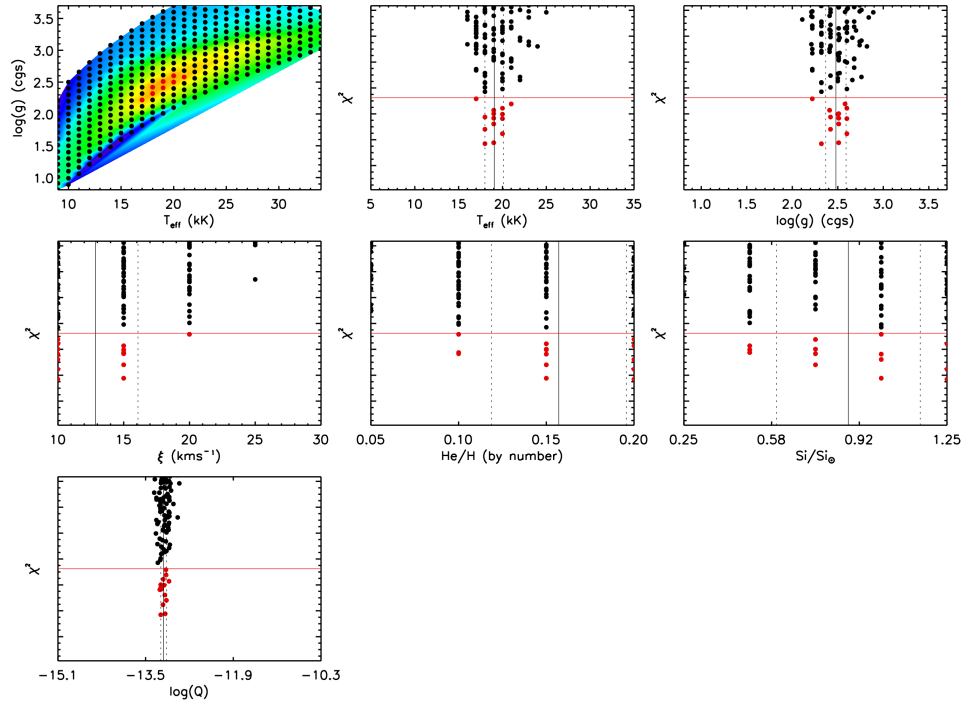 3.5
3.0
2.5
2.0
1.5
1.0
log(g) (cgs)
10 15 20 25 30
T_eff (kK)
χ²
5 10 15 20 25 30 35
T_eff (kK)
χ²
1.0 1.5 2.0 2.5 3.0 3.5
log(g) (cgs)
χ²
10 15 20 25 30
ξ (kms⁻¹)
χ²
0.05 0.10 0.15 0.20
He/H (by number)
χ²
0.25 0.58 0.92 1.25
Si/Si⊙
χ²
−15.1 −13.5 −11.9 −10.3
log(Q)